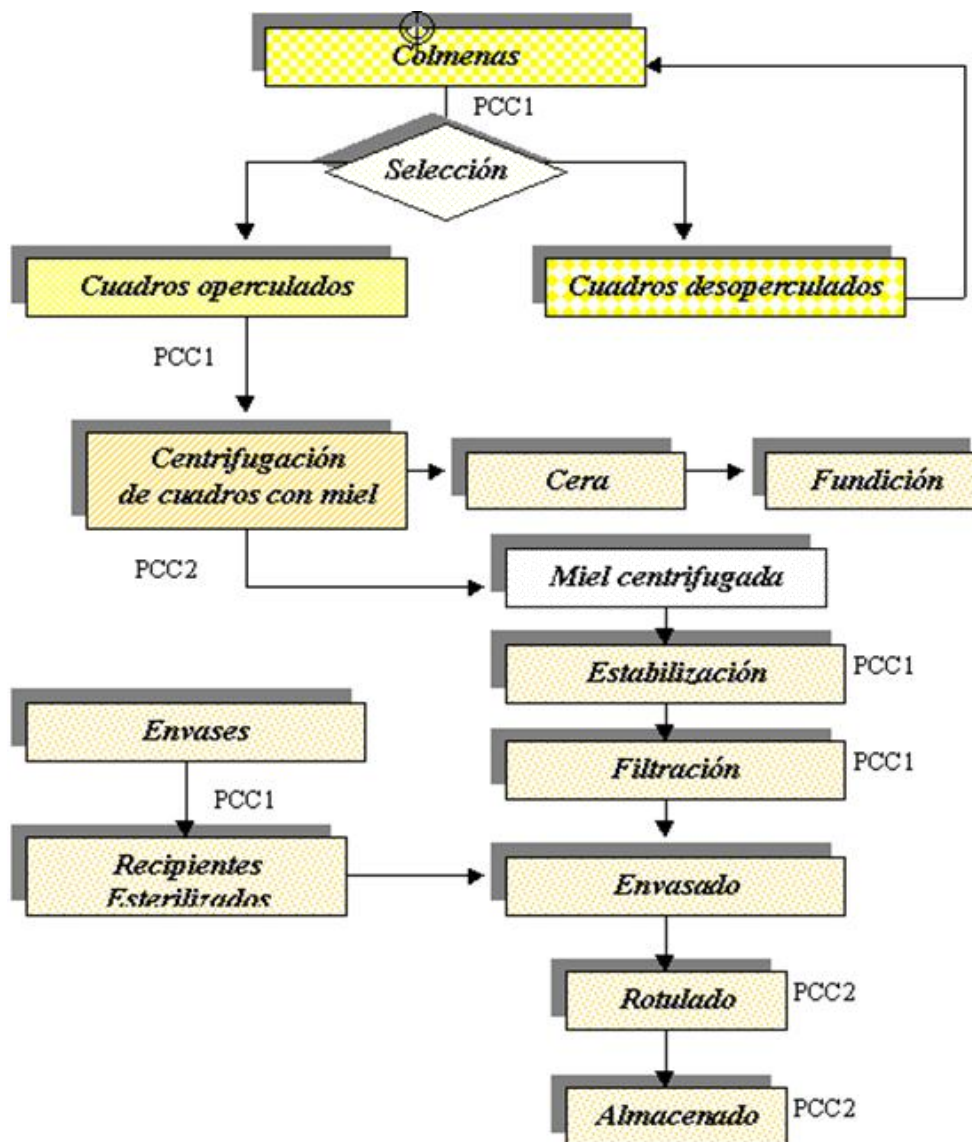 Colmenas
PCC1
Selección
Cuadros operculados
Cuadros desoperculados
PCC1
Centrifugación
de cuadros con miel
Cera
Fundición
PCC2
Miel centrifugada
Estabilización
PCC1
Envases
Filtración
PCC1
PCC1
Recipientes
Esterilizados
Envasado
Rotulado
PCC2
Almacenado
PCC2